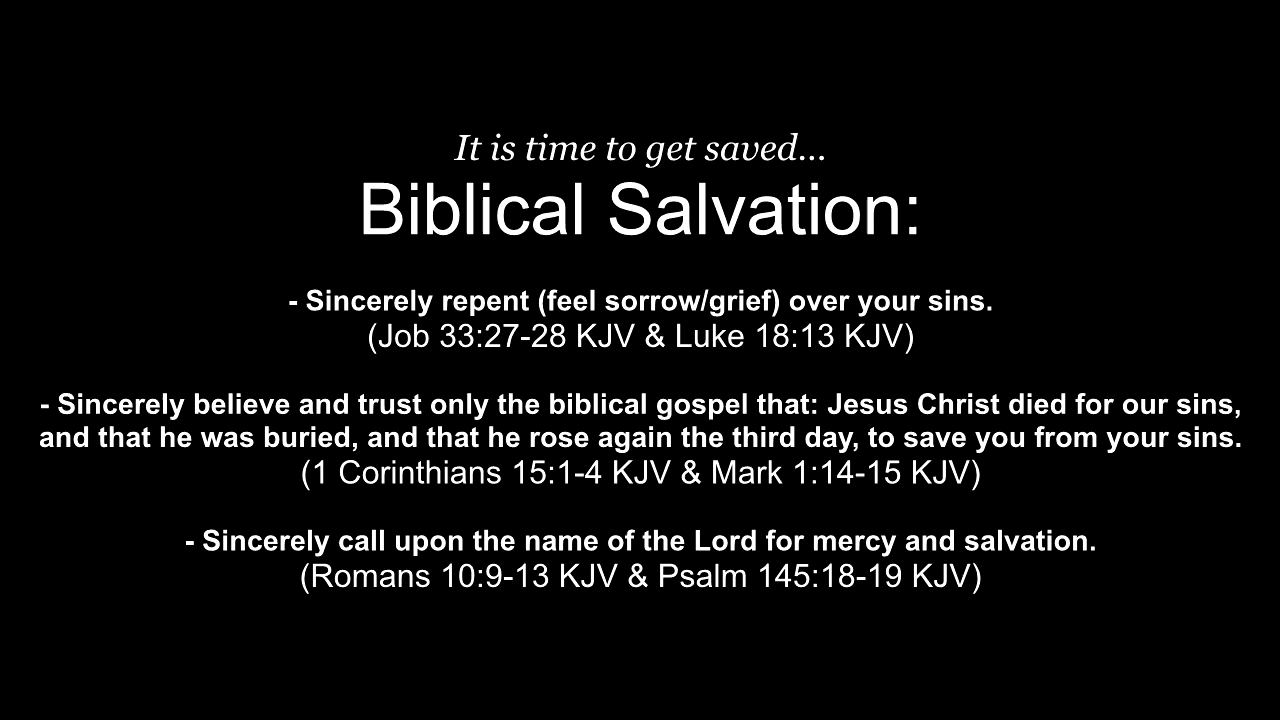 It is time to get saved...
Biblical Salvation:
- Sincerely repent (feel sorrow/grief) over your sins.
(Job 33:27-28 KJV & Luke 18:13 KJV)
- Sincerely believe and trust only the biblical gospel that: Jesus Christ died for our sins,
and that he was buried, and that he rose again the third day, to save you from your sins.
(1 Corinthians 15:1-4 KJV & Mark 1:14-15 KJV)
- Sincerely call upon the name of the Lord for mercy and salvation.
(Romans 10:9-13 KJV & Psalm 145:18-19 KJV)